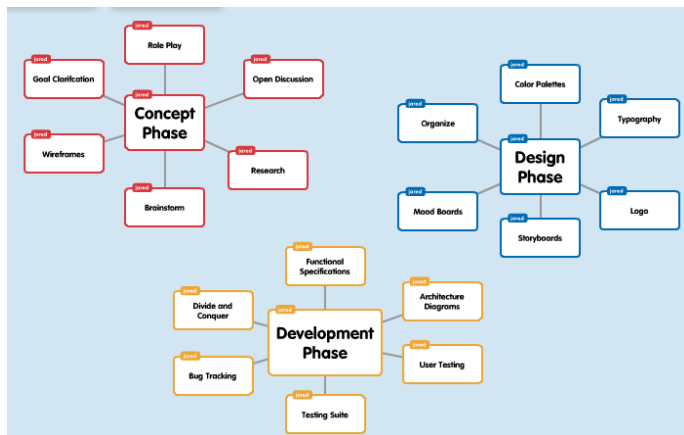 jared
Role Play
jared
Goal Clarifcation
jared
Open Discussion
jared
Concept
Phase
jared
Wireframes
jared
Research
jared
Brainstorm
jared
Color Palettes
jared
Organize
jared
Typography
jared
Design
Phase
jared
Mood Boards
jared
Logo
jared
Storyboards
jared
Functional
Specifications
jared
Divide and
Conquer
jared
Architecture
Diagrams
jared
Development
Phase
jared
Bug Tracking
jared
User Testing
jared
Testing Suite